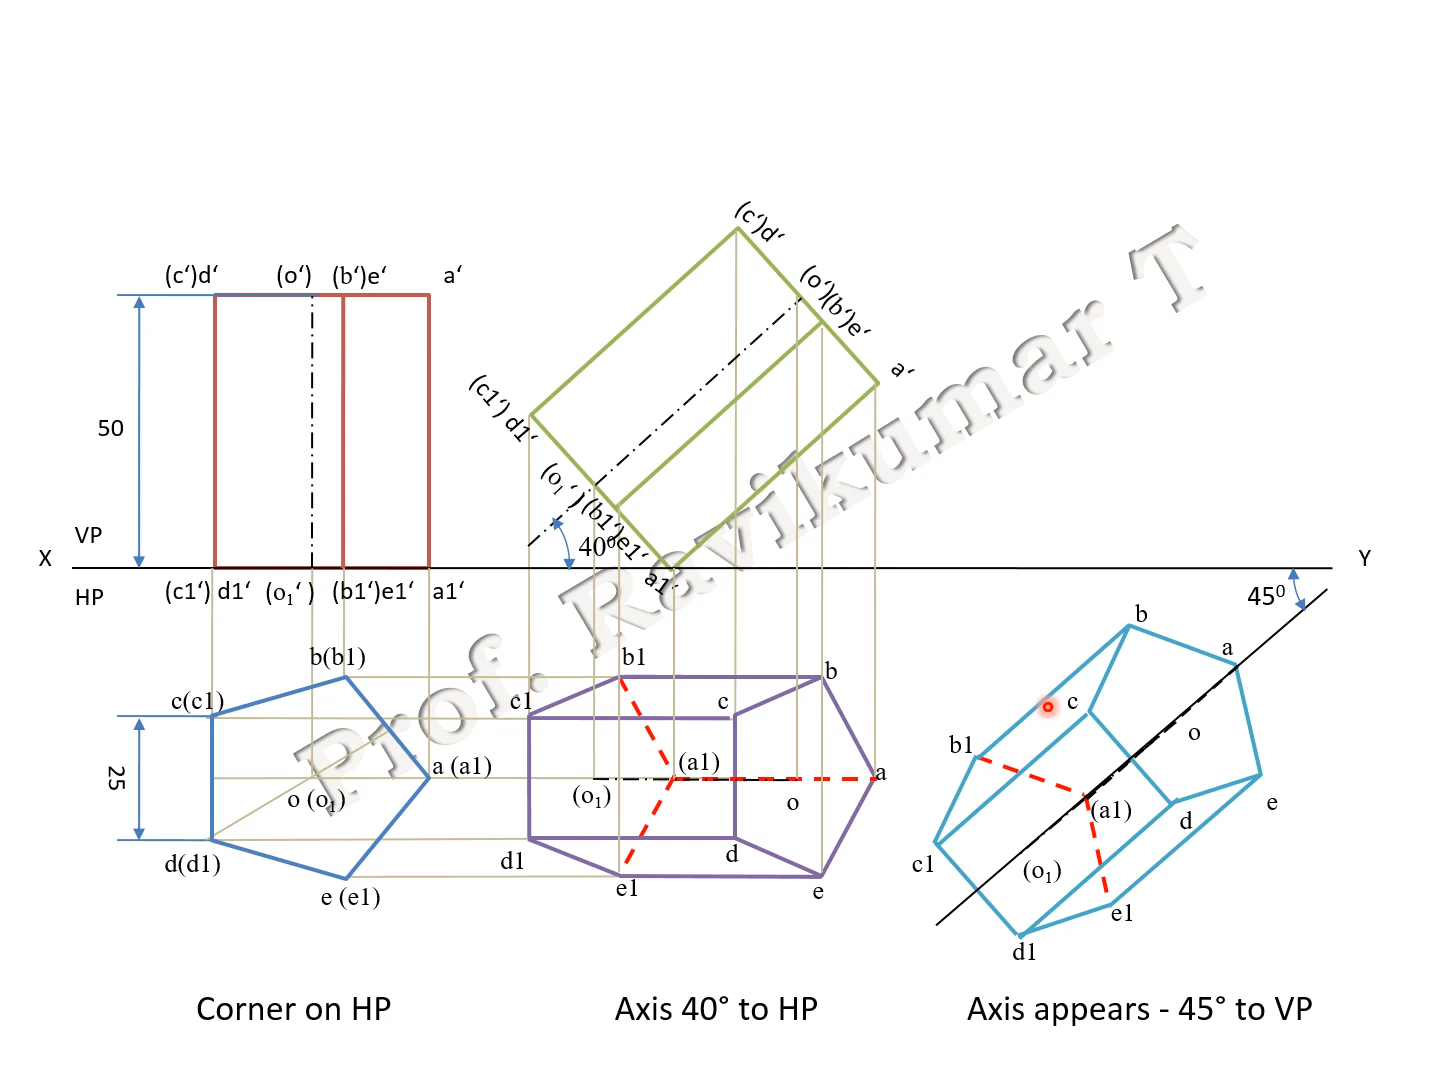 (c‘)d‘
(c‘)d‘
(o‘)
(b‘)e‘
a‘
(o‘)
(b‘)e‘
a‘
(c1‘) d1‘
50
(o₁‘ )
(b1‘)e1‘
40⁰
a1‘
VP
X
Y
HP
(c1‘) d1‘
(o₁‘ )
(b1‘)e1‘
a1‘
45⁰
Prof. Ravikumar T
b(b1)
c(c1)
a (a1)
o (o₁)
25
d(d1)
e (e1)
b1
b
c1
c
(a1)
a
(o₁)
o
d1
d
e1
e
b
a
c
o
b1
(a1)
e
d
c1
(o₁)
e1
d1
Corner on HP
Axis 40° to HP
Axis appears - 45° to VP